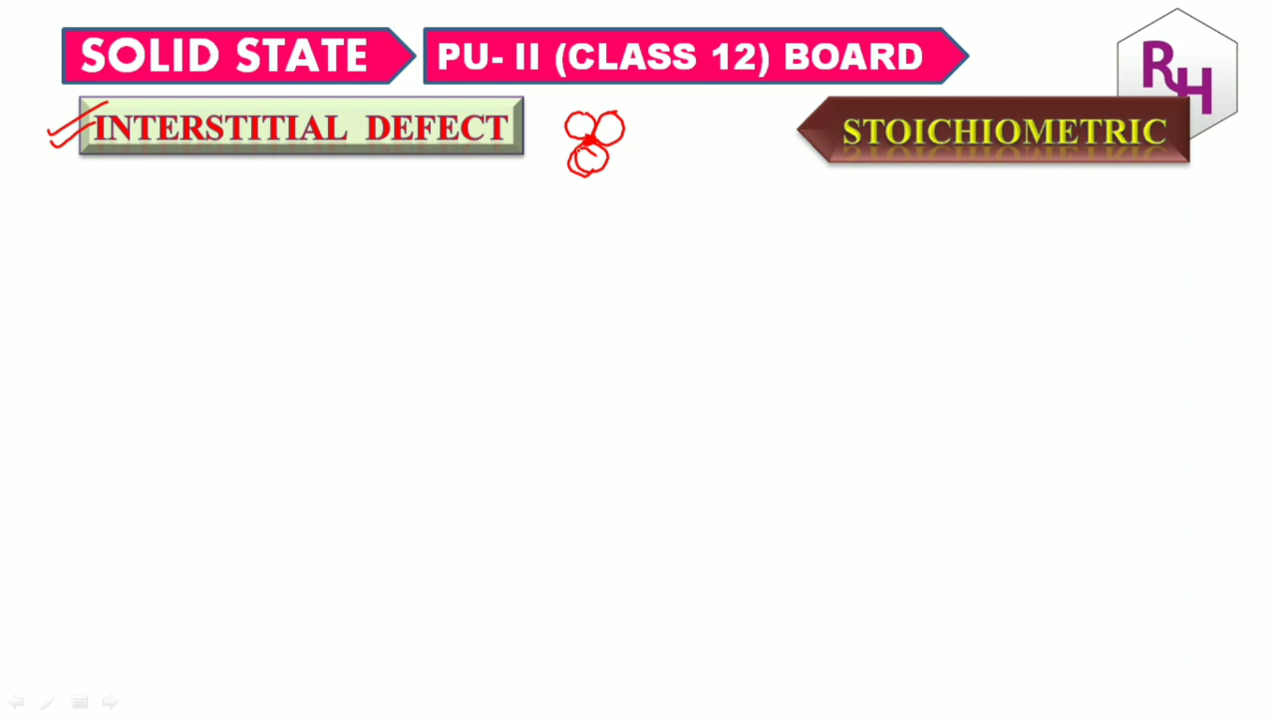 SOLID STATE
PU- II (CLASS 12) BOARD
RH
INTERSTITIAL DEFECT
STOICHIOMETRIC